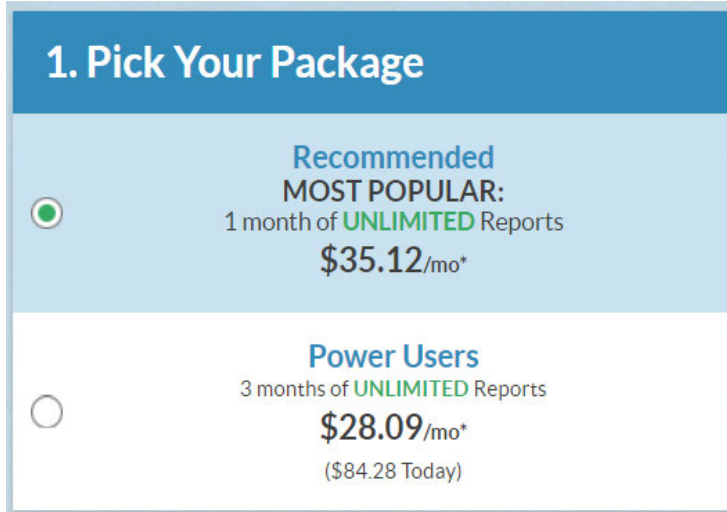 1. Pick Your Package
Recommended
MOST POPULAR:
1 month of UNLIMITED Reports
$35.12/mo*
Power Users
3 months of UNLIMITED Reports
$28.09/mo*
($84.28 Today)